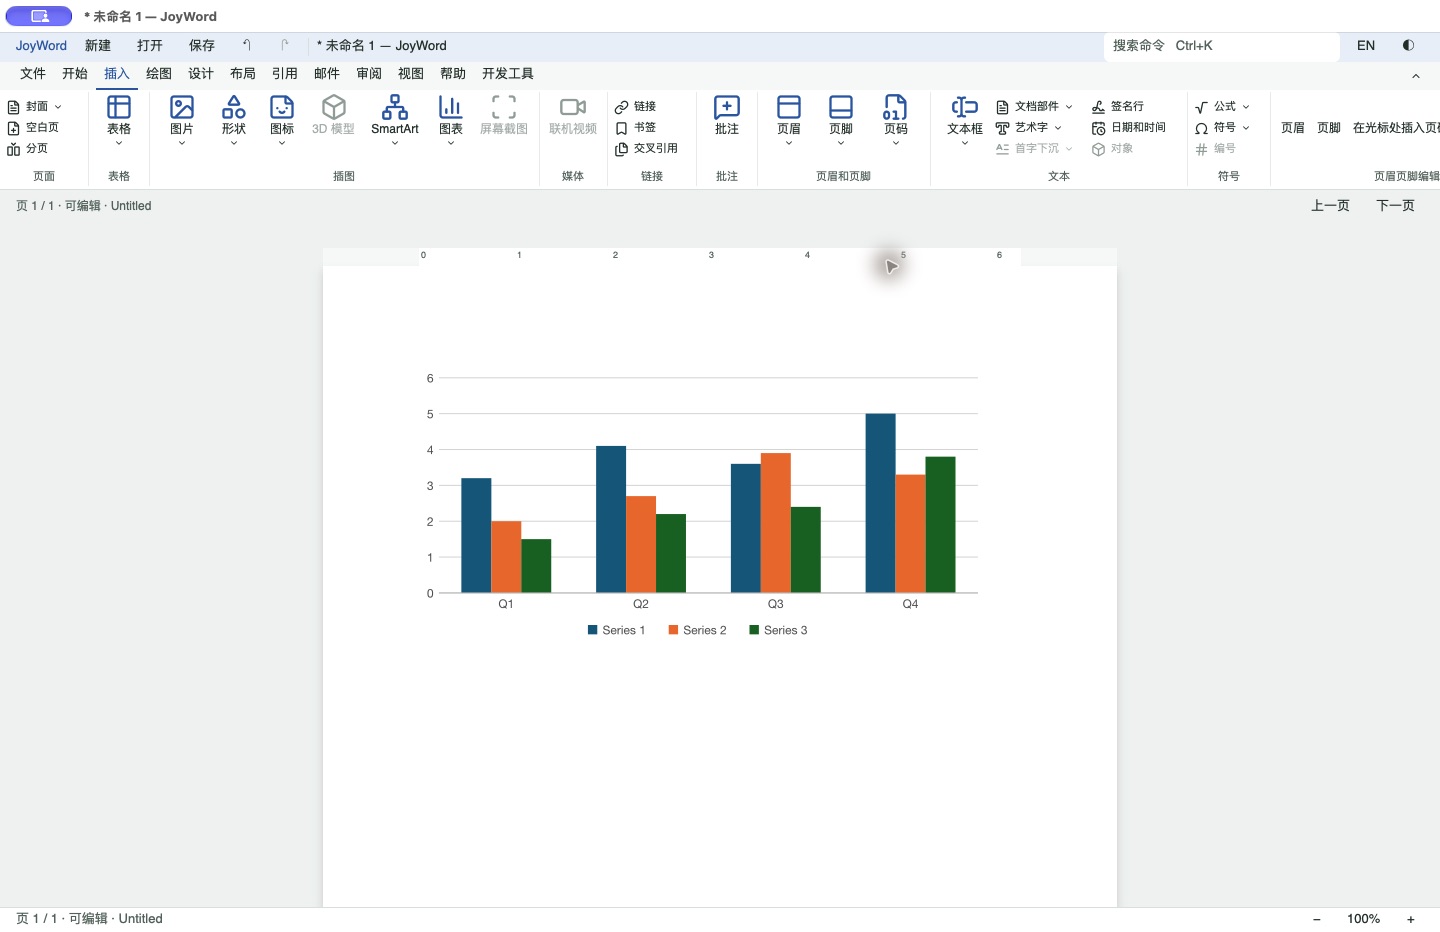 * 未命名 1 — JoyWord
JoyWord 新建 打开 保存 * 未命名 1 — JoyWord 搜索命令 Ctrl+K EN
文件 开始 插入 绘图 设计 布局 引用 邮件 审阅 视图 帮助 开发工具
封面 空白页 分页
页面
表格
表格
图片 形状 图标 3D 模型 SmartArt 图表 屏幕截图
插图
联机视频
媒体
链接 书签 交叉引用
链接
批注
批注
页眉 页脚 页码
页眉和页脚
文本框 文档部件 艺术字 首字下沉 签名行 日期和时间 对象
文本
公式 符号 编号
符号
页眉 页脚 在光标处插入页
页眉页脚编辑
页 1 / 1 · 可编辑 · Untitled 上一页 下一页
0 1 2 3 4 5 6
6
5
4
3
2
1
0
Q1 Q2 Q3 Q4
Series 1 Series 2 Series 3
页 1 / 1 · 可编辑 · Untitled − 100% +